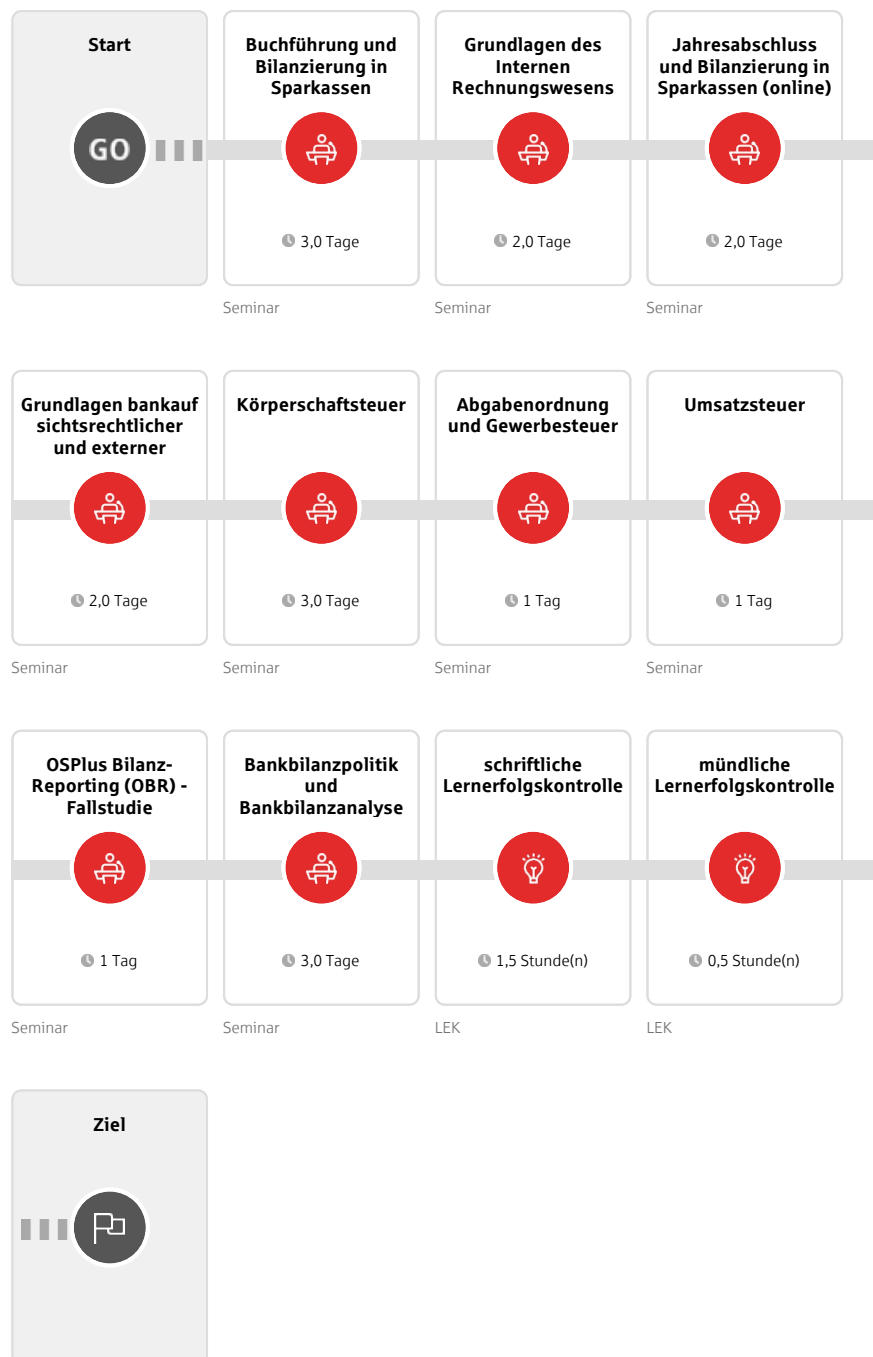 Start
Buchführung und
Bilanzierung in
Sparkassen
Grundlagen des
Internen
Rechnungswesens
Jahresabschluss
und Bilanzierung in
Sparkassen (online)
GO
3,0 Tage
2,0 Tage
2,0 Tage
Seminar
Seminar
Seminar
Grundlagen bankauf
sichtsrechtlicher
und externer
Körperschaftsteuer
Abgabenordnung
und Gewerbesteuer
Umsatzsteuer
2,0 Tage
3,0 Tage
1 Tag
1 Tag
Seminar
Seminar
Seminar
Seminar
OSPlus Bilanz-
Reporting (OBR) -
Fallstudie
Bankbilanzpolitik
und
Bankbilanzanalyse
schriftliche
Lernerfolgskontrolle
mündliche
Lernerfolgskontrolle
1 Tag
3,0 Tage
1,5 Stunde(n)
0,5 Stunde(n)
Seminar
Seminar
LEK
LEK
Ziel